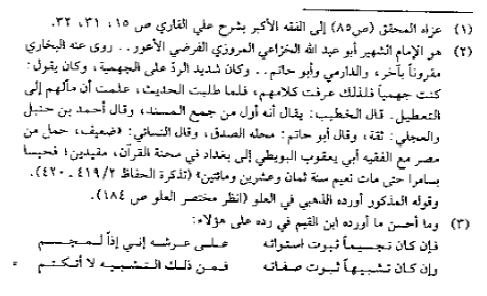 (١) عزاه المحقق (ص٨٥) إلى الفقه الأكبر بشرح علي القاري ص ١٥، ٣١، ٣٢.
(٢) هو الإمام الشهير أبو عبد الله الخزاعي المروزي الفرضي الأعور.. روى عنه البخاري
مقروناً بآخر، والدارمي وأبو حاتم.. وكان شديد الردّ على الجهمية، وكان يقول:
كنت جهمياً فلذلك عرفت كلامهم، فلما طلبت الحديث، علمت أن مآلهم إلى
التعطيل. قال الخطيب: يقال أنه أول من جمع المسند؛ وقال أحمد بن حنبل
والعجلي: ثقة، وقال أبو حاتم: محله الصدق، وقال النسائي: «ضعيف، حمل من
مصر مع الفقيه أبي يعقوب البويطي إلى بغداد في محنة القرآن، مقيدين؛ فحبسا
بسامرا حتى مات نعيم سنة ثمان وعشرين ومائتين» (تذكرة الحفاظ ٤١٩/٢ ـ ٤٢٠).
وقوله المذكور أورده الذهبي في العلو (انظر مختصر العلو ص ١٨٤).
(٣) وما أحسن ما أورده ابن القيم في رده على هؤلاء:
فإن كان تجسيماً ثبوت استوائه على عرشه إني إذاً لمجسم
وإن كان تشبيهاً ثبوت صفاته فمن ذلك التشبيه لا أتكتم